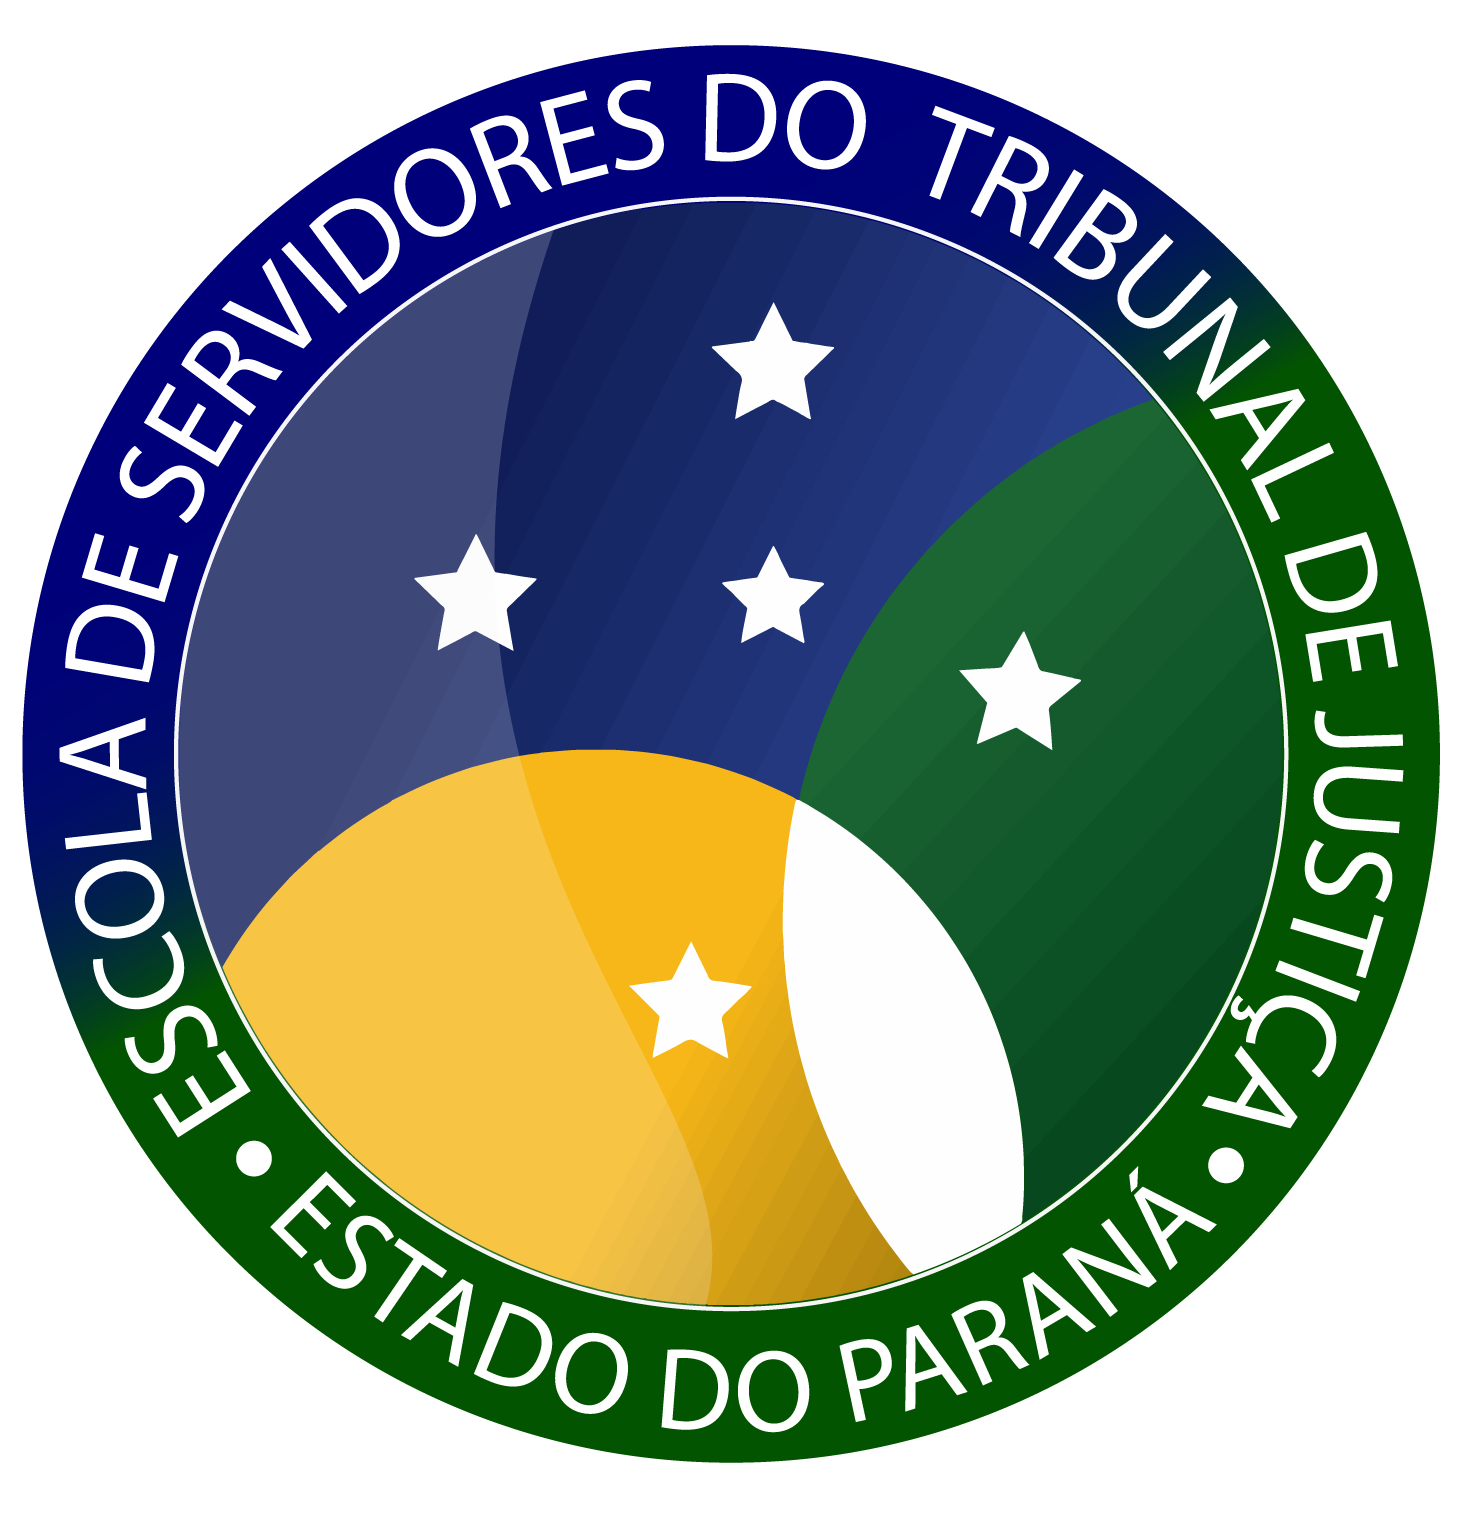 ESCOLA DE SERVIDORES DO TRIBUNAL DE JUSTIÇA
• ESTADO DO PARANÁ •